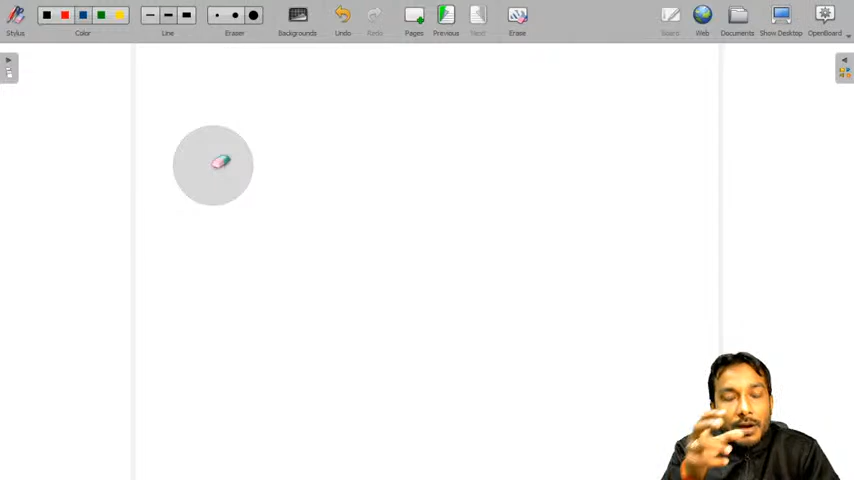 Stylus Color Line Eraser Backgrounds Undo Redo Pages Previous Next Erase Board Web Documents Show Desktop OpenBoard